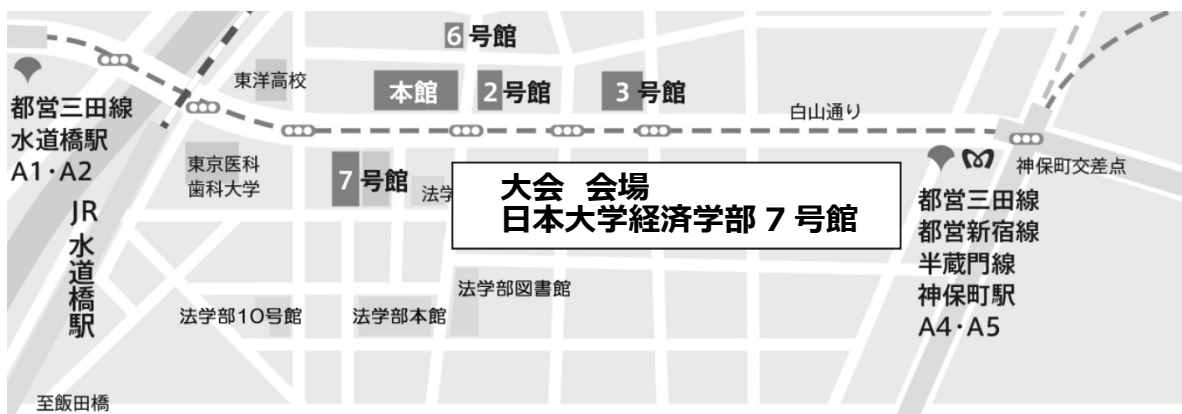 6号館
東洋高校
本館
2号館
3号館
白山通り
都営三田線
水道橋駅
A1・A2
東京医科
歯科大学
7号館
法学
大会 会場
日本大学経済学部 7 号館
神保町交差点
都営三田線
都営新宿線
半蔵門線
神保町駅
A4・A5
JR水道橋駅
法学部図書館
法学部10号館
法学部本館
至飯田橋